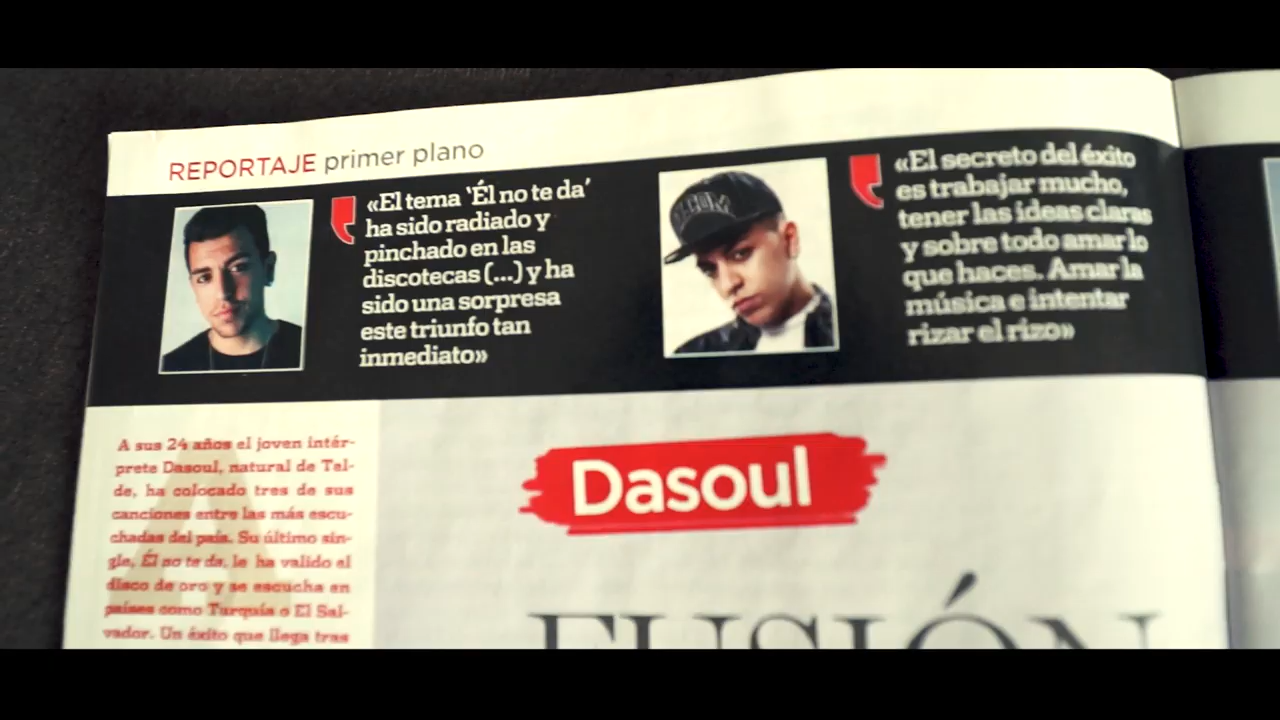 REPORTAJE primer plano
«El tema ‘Él no te da’
ha sido radiado y
pinchado en las
discotecas (...) y ha
sido una sorpresa
este triunfo tan
inmediato»
«El secreto del éxito
es trabajar mucho,
tener las ideas claras
y sobre todo amar lo
que haces. Amar la
música e intentar
rizar el rizo»
Dasoul
FUSIÓN
A sus 24 años el joven intér-
prete Dasoul, natural de Tel-
de, ha colocado tres de sus
canciones entre las más escu-
chadas del país. Su último sin-
gle, Él no te da, le ha valido el
disco de oro y se escucha en
países como Turquía o El Sal-
vador. Un éxito que llega tras